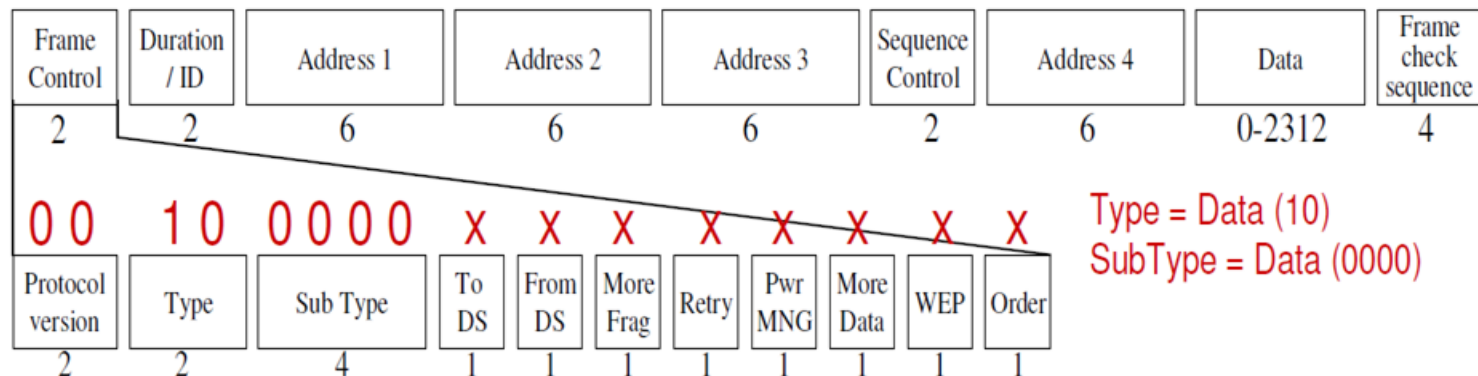 Frame Control
Duration / ID
Address 1
Address 2
Address 3
Sequence Control
Address 4
Data
Frame check sequence
2 2 6 6 6 2 6 0-2312 4
0 0 1 0 0 0 0 0 X X X X X X X X
Type = Data (10)
SubType = Data (0000)
Protocol version
Type
Sub Type
To DS
From DS
More Frag
Retry
Pwr MNG
More Data
WEP
Order
2 2 4 1 1 1 1 1 1 1 1